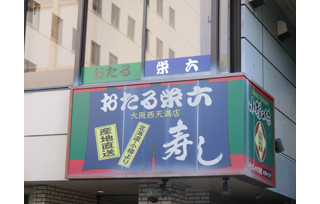 おたる 栄六
おたる栄六
大阪西天満店
産地直送
北海道小樽より
寿し